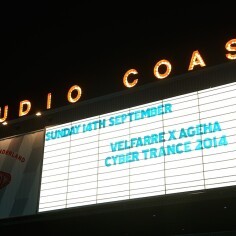 UDIO COAS
SUNDAY 14TH SEPTEMBER
VELFARRE X AGEHA
CYBER TRANCE 2014